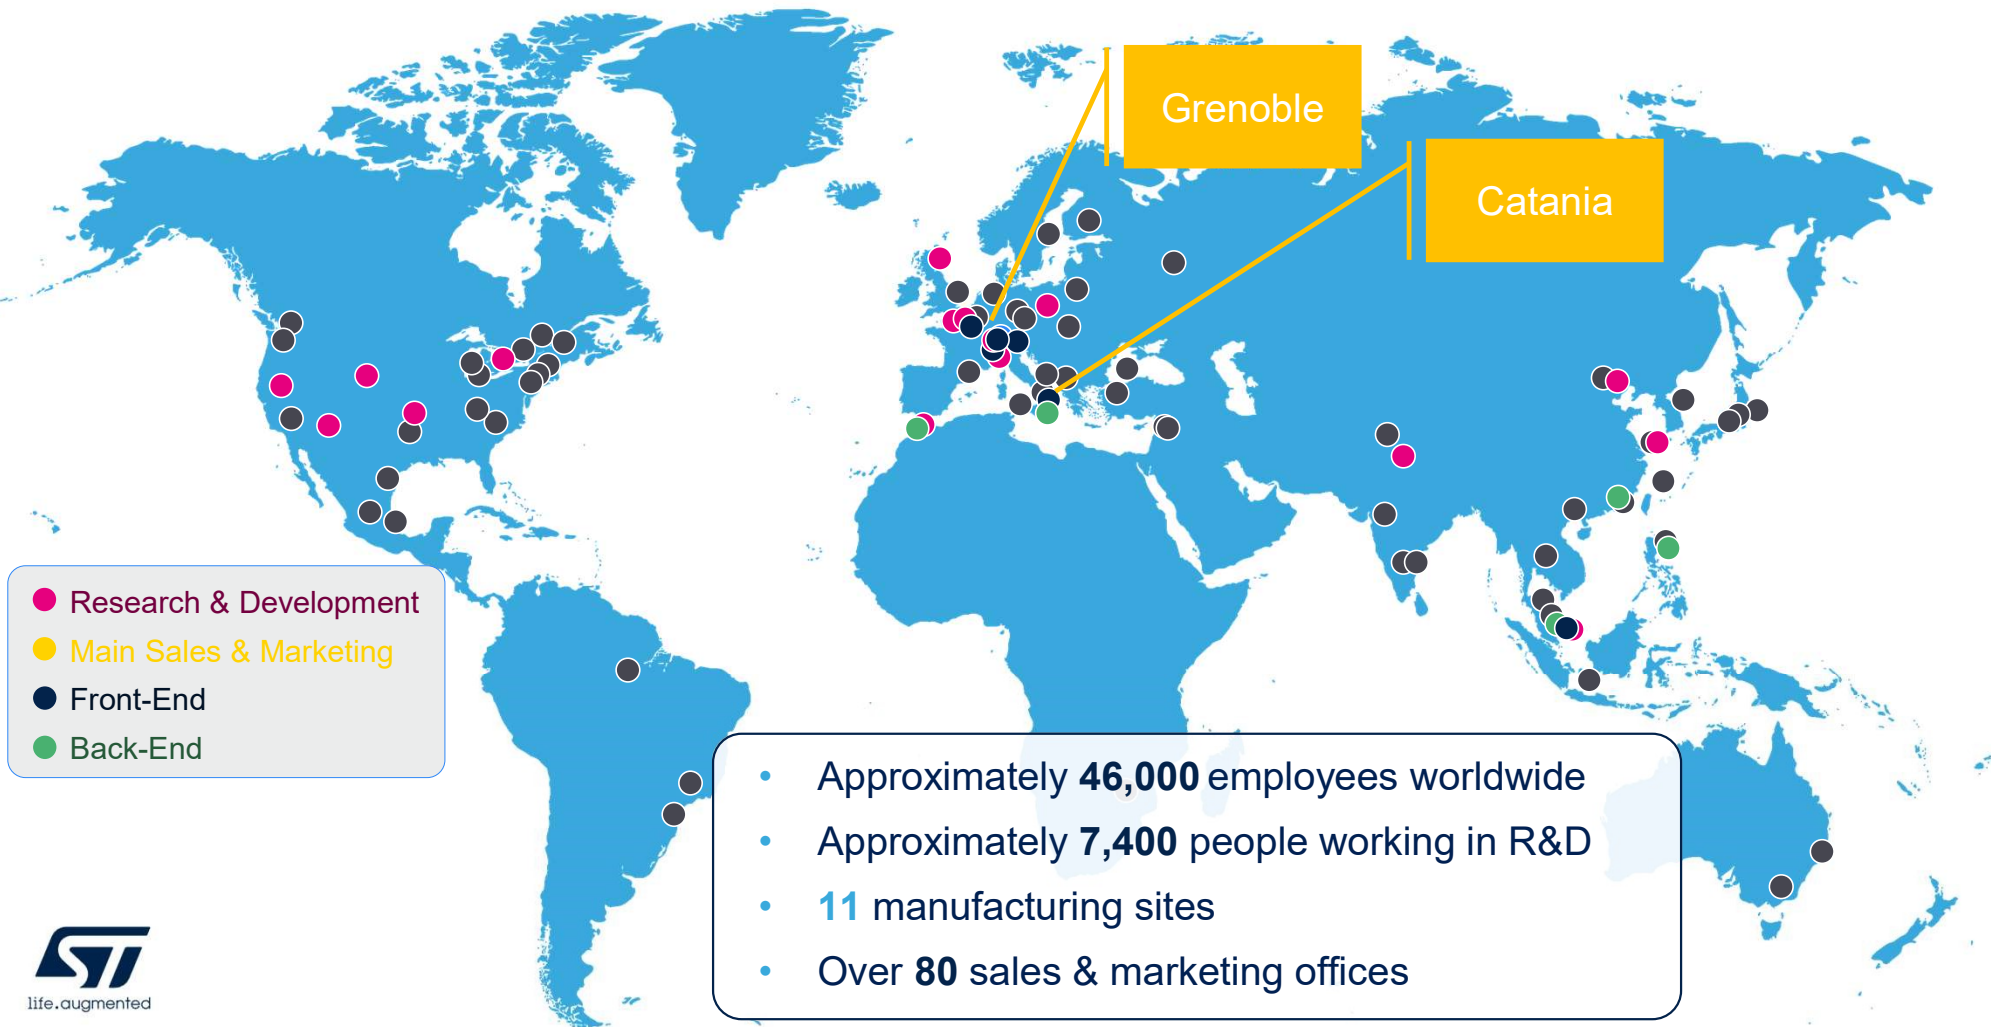 Grenoble
Catania
Research & Development
Main Sales & Marketing
Front-End
Back-End
• Approximately 46,000 employees worldwide
• Approximately 7,400 people working in R&D
• 11 manufacturing sites
• Over 80 sales & marketing offices
ST
life.augmented